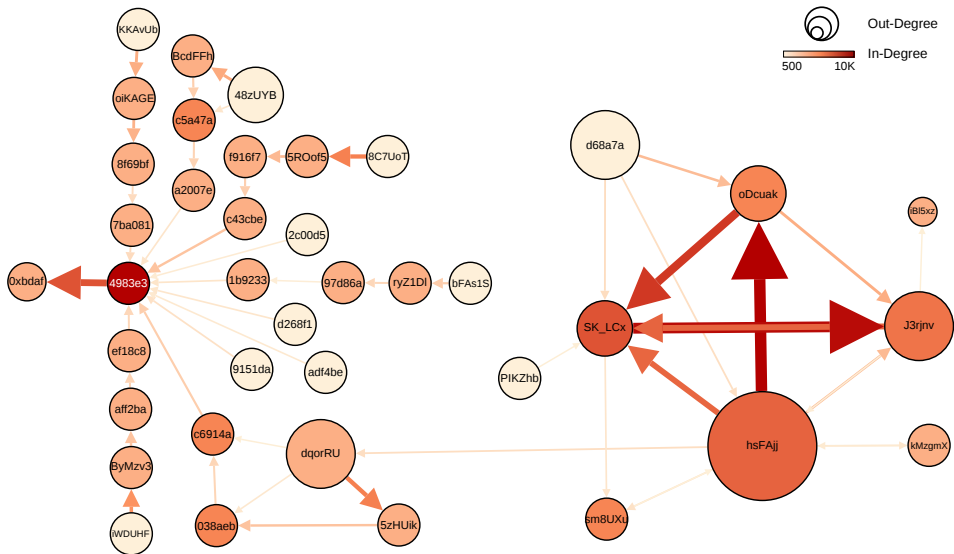 KKAvUb
Out-Degree
BcdFFh
In-Degree
500 10K
48zUYB
oiKAGE
c5a47a
d68a7a
8f69bf
f916f7
5ROof5
8C7UoT
a2007e
oDcuak
iBl5xz
7ba081
c43cbe
2c00d5
0xbdaf
4983e3
1b9233
97d86a
ryZ1DI
bFAs1S
d268f1
SK_LCx
J3rjnv
ef18c8
9151da
adf4be
PIKZhb
aff2ba
c6914a
dqorRU
hsFAjj
kMzgmX
ByMzv3
iWDUHF
038aeb
5zHUik
sm8UXu